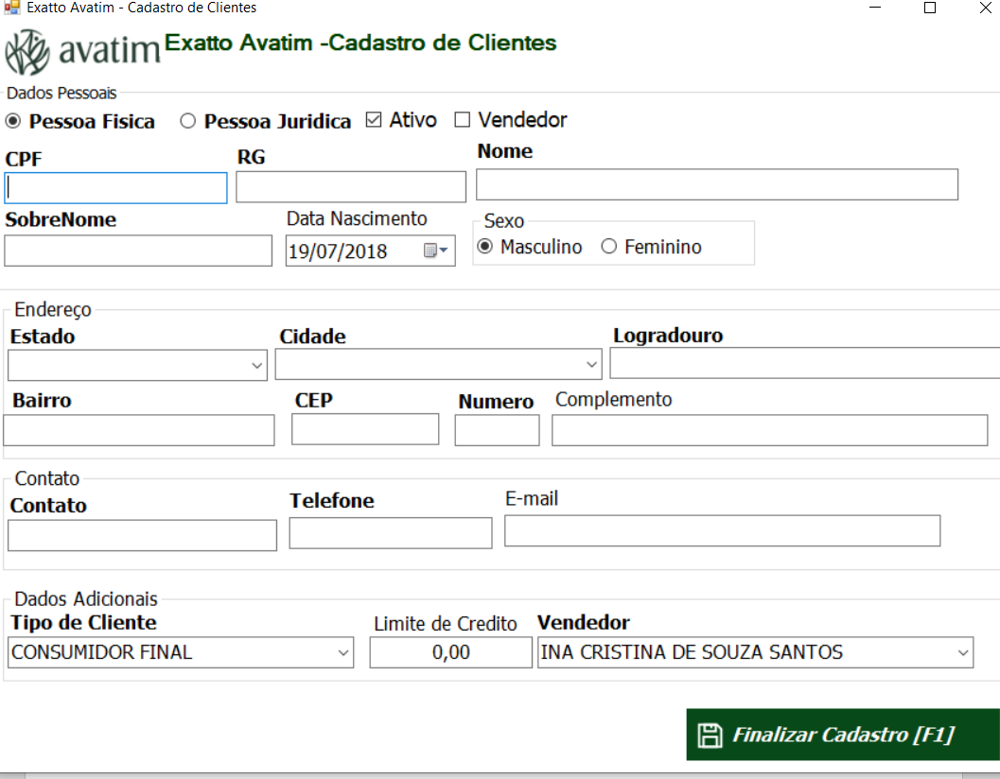 Exatto Avatim - Cadastro de Clientes
avatim Exatto Avatim -Cadastro de Clientes
Dados Pessoais
Pessoa Fisica Pessoa Juridica Ativo Vendedor
CPF RG Nome
SobreNome Data Nascimento Sexo
19/07/2018 Masculino Feminino
Endereço
Estado Cidade Logradouro
Bairro CEP Numero Complemento
Contato
Contato Telefone E-mail
Dados Adicionais
Tipo de Cliente Limite de Credito Vendedor
CONSUMIDOR FINAL 0,00 INA CRISTINA DE SOUZA SANTOS
Finalizar Cadastro [F1]